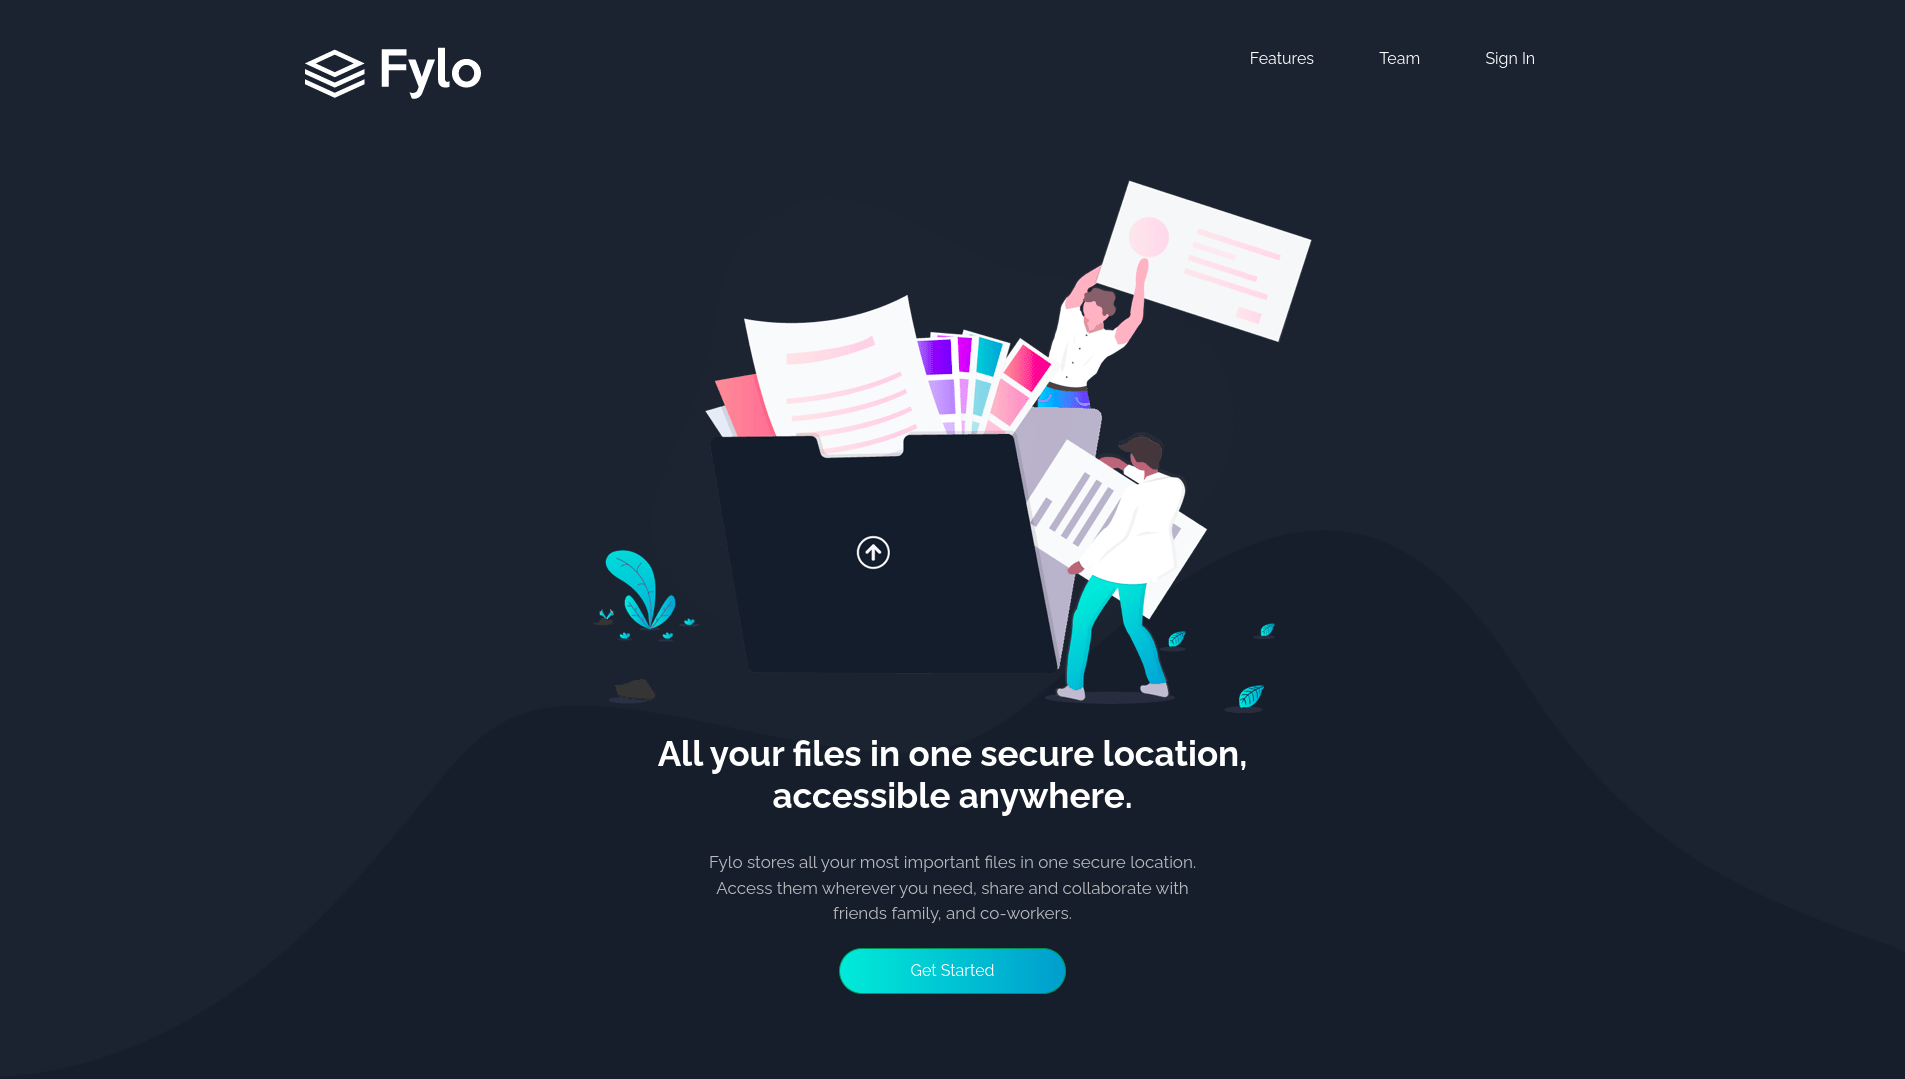 Fylo
Features
Team
Sign In
All your files in one secure location,
accessible anywhere.
Fylo stores all your most important files in one secure location.
Access them wherever you need, share and collaborate with
friends family, and co-workers.
Get Started